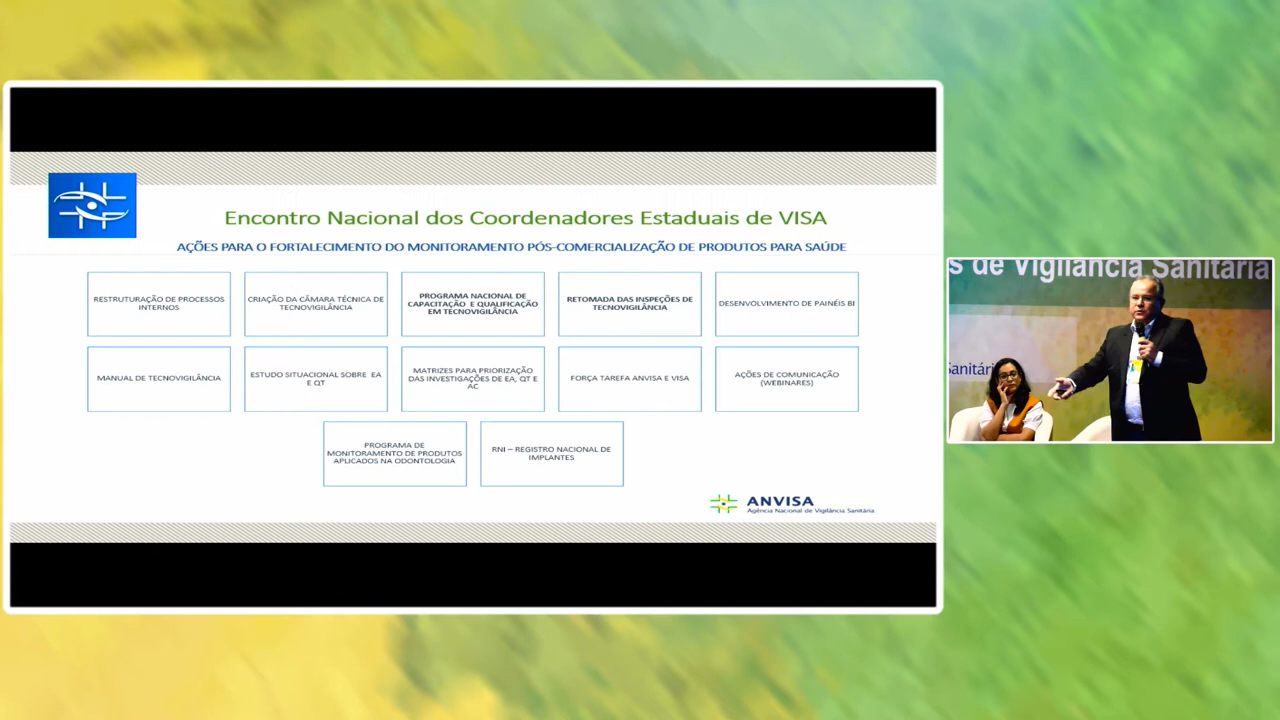 Encontro Nacional dos Coordenadores Estaduais de VISA
AÇÕES PARA O FORTALECIMENTO DO MONITORAMENTO PÓS-COMERCIALIZAÇÃO DE PRODUTOS PARA SAÚDE
RESTRUTURAÇÃO DE PROCESSOS
INTERNOS
CRIAÇÃO DA CÂMARA TÉCNICA DE
TECNOVIGILÂNCIA
PROGRAMA NACIONAL DE
CAPACITAÇÃO E QUALIFICAÇÃO
EM TECNOVIGILÂNCIA
RETOMADA DAS INSPEÇÕES DE
TECNOVIGILÂNCIA
DESENVOLVIMENTO DE PAINÉIS BI
MANUAL DE TECNOVIGILÂNCIA
ESTUDO SITUACIONAL SOBRE EA
E QT
MATRIZES PARA PRIORIZAÇÃO
DAS INVESTIGAÇÕES DE EA, QT E
AC
FORÇA TAREFA ANVISA E VISA
AÇÕES DE COMUNICAÇÃO
(WEBINARES)
PROGRAMA DE
MONITORAMENTO DE PRODUTOS
APLICADOS NA ODONTOLOGIA
RNI – REGISTRO NACIONAL DE
IMPLANTES
ANVISA
Agência Nacional de Vigilância Sanitária
s de Vigilância Sanitária
Sanitári